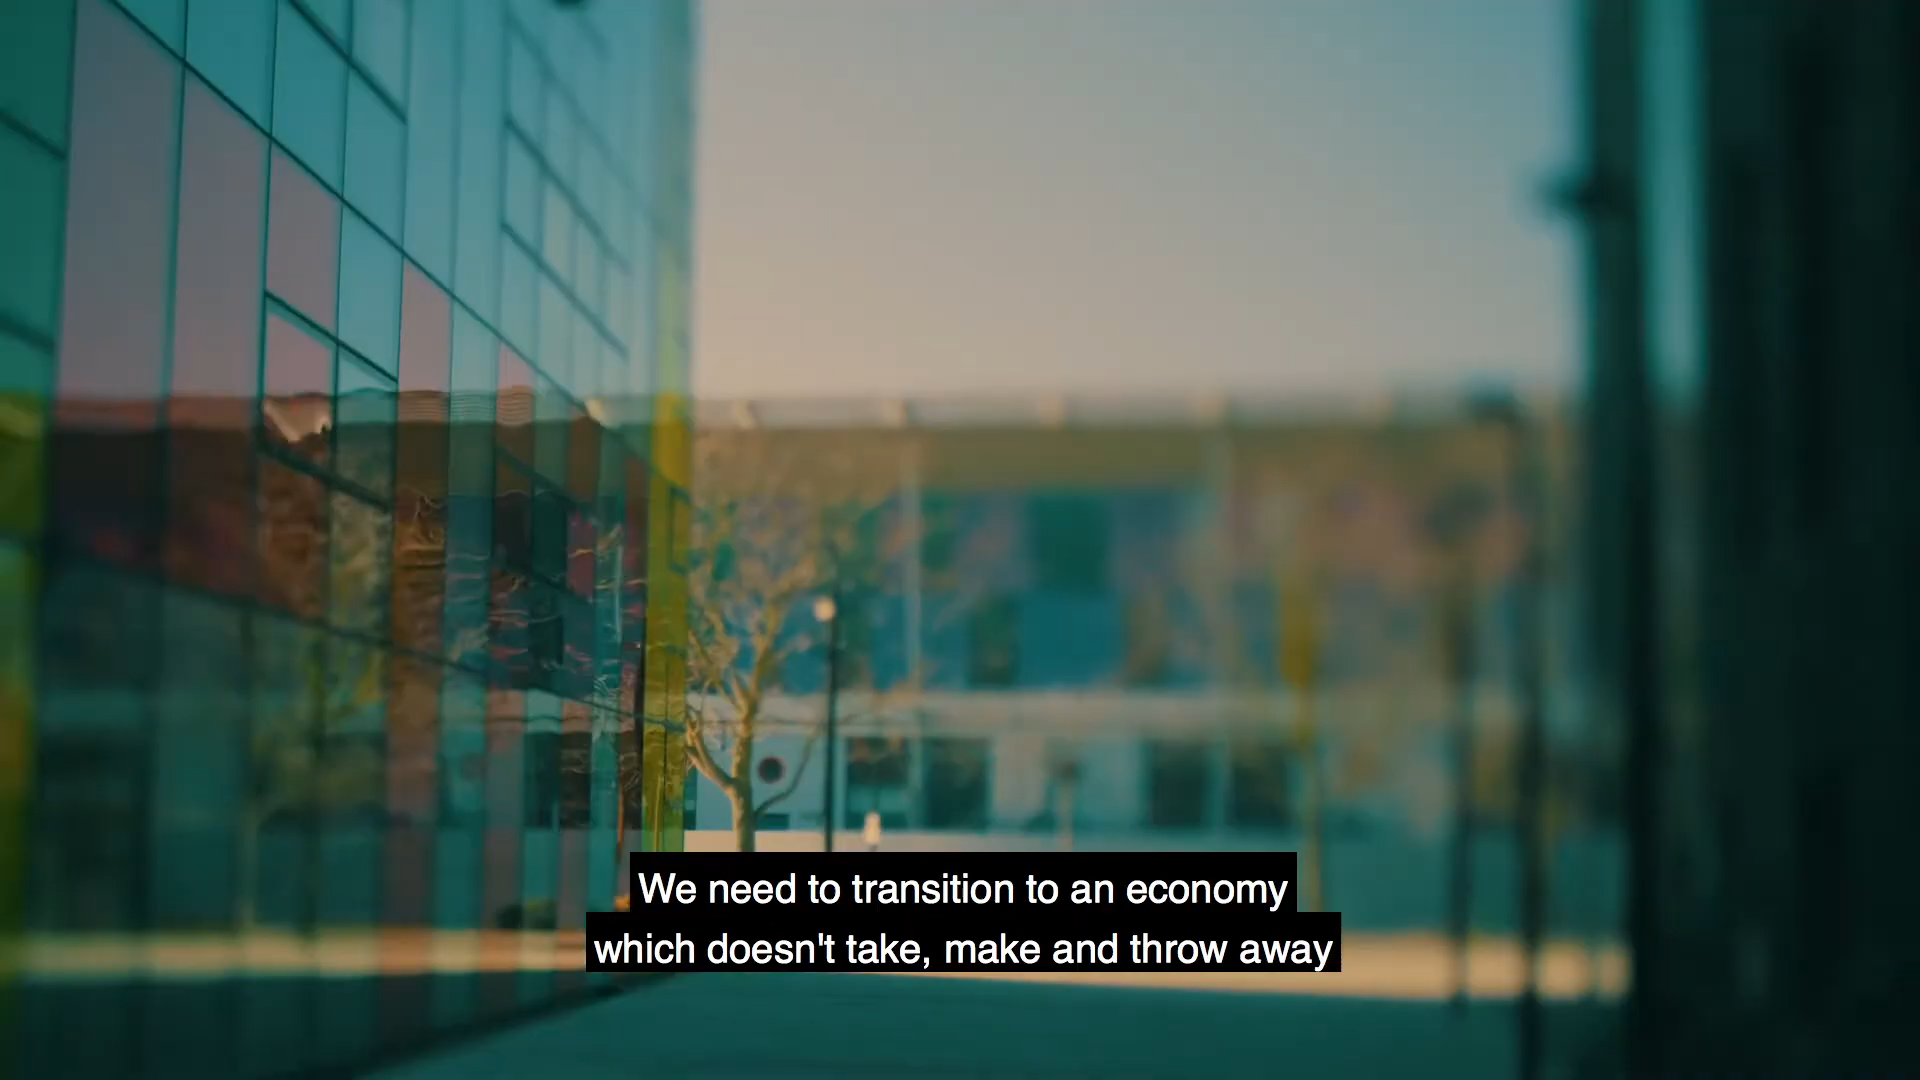 We need to transition to an economy
which doesn't take, make and throw away